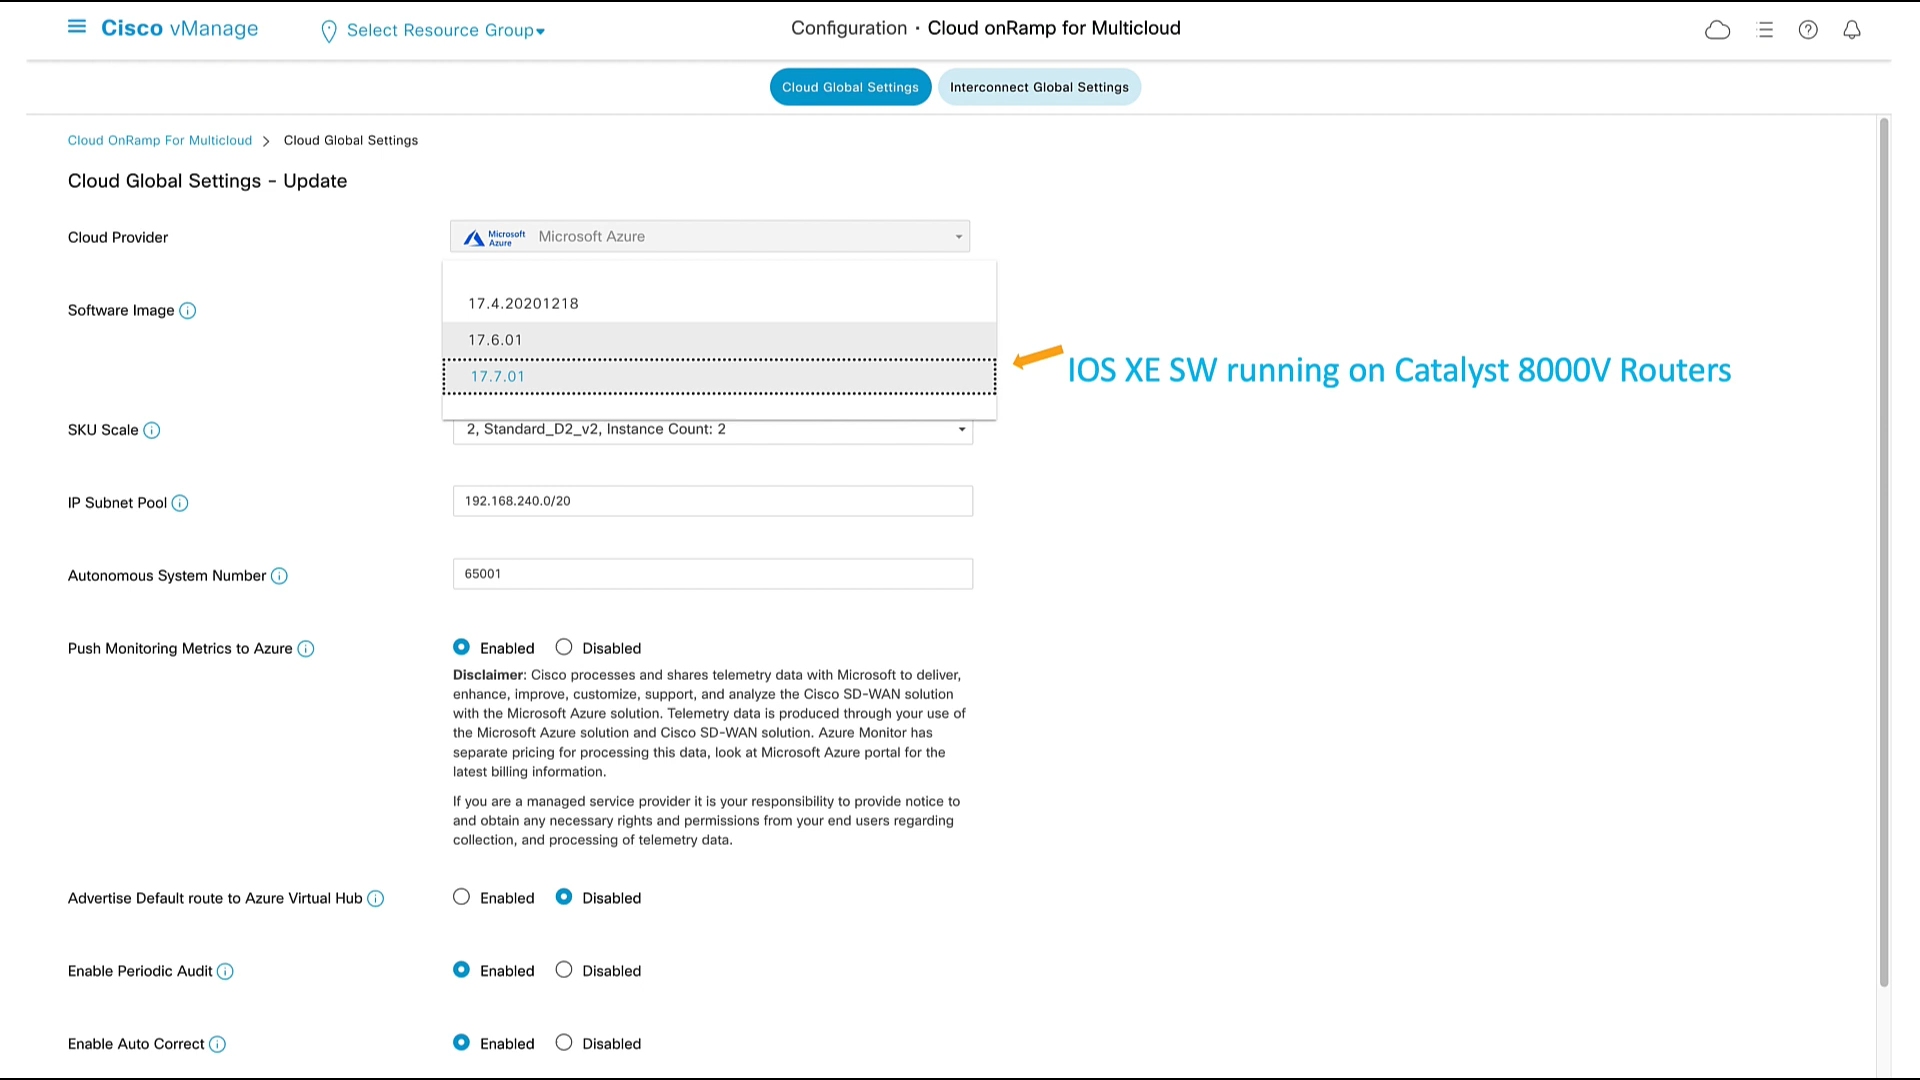 Cisco vManage
Select Resource Group
Configuration · Cloud onRamp for Multicloud
Cloud Global Settings
Interconnect Global Settings
Cloud OnRamp For Multicloud > Cloud Global Settings
Cloud Global Settings - Update
Cloud Provider
Microsoft
Azure
Microsoft Azure
Software Image
17.4.20201218
17.6.01
17.7.01
IOS XE SW running on Catalyst 8000V Routers
SKU Scale
2, Standard_D2_v2, Instance Count: 2
IP Subnet Pool
192.168.240.0/20
Autonomous System Number
65001
Push Monitoring Metrics to Azure
Enabled
Disabled
Disclaimer: Cisco processes and shares telemetry data with Microsoft to deliver,
enhance, improve, customize, support, and analyze the Cisco SD-WAN solution
with the Microsoft Azure solution. Telemetry data is produced through your use of
the Microsoft Azure solution and Cisco SD-WAN solution. Azure Monitor has
separate pricing for processing this data, look at Microsoft Azure portal for the
latest billing information.
If you are a managed service provider it is your responsibility to provide notice to
and obtain any necessary rights and permissions from your end users regarding
collection, and processing of telemetry data.
Advertise Default route to Azure Virtual Hub
Enabled
Disabled
Enable Periodic Audit
Enabled
Disabled
Enable Auto Correct
Enabled
Disabled